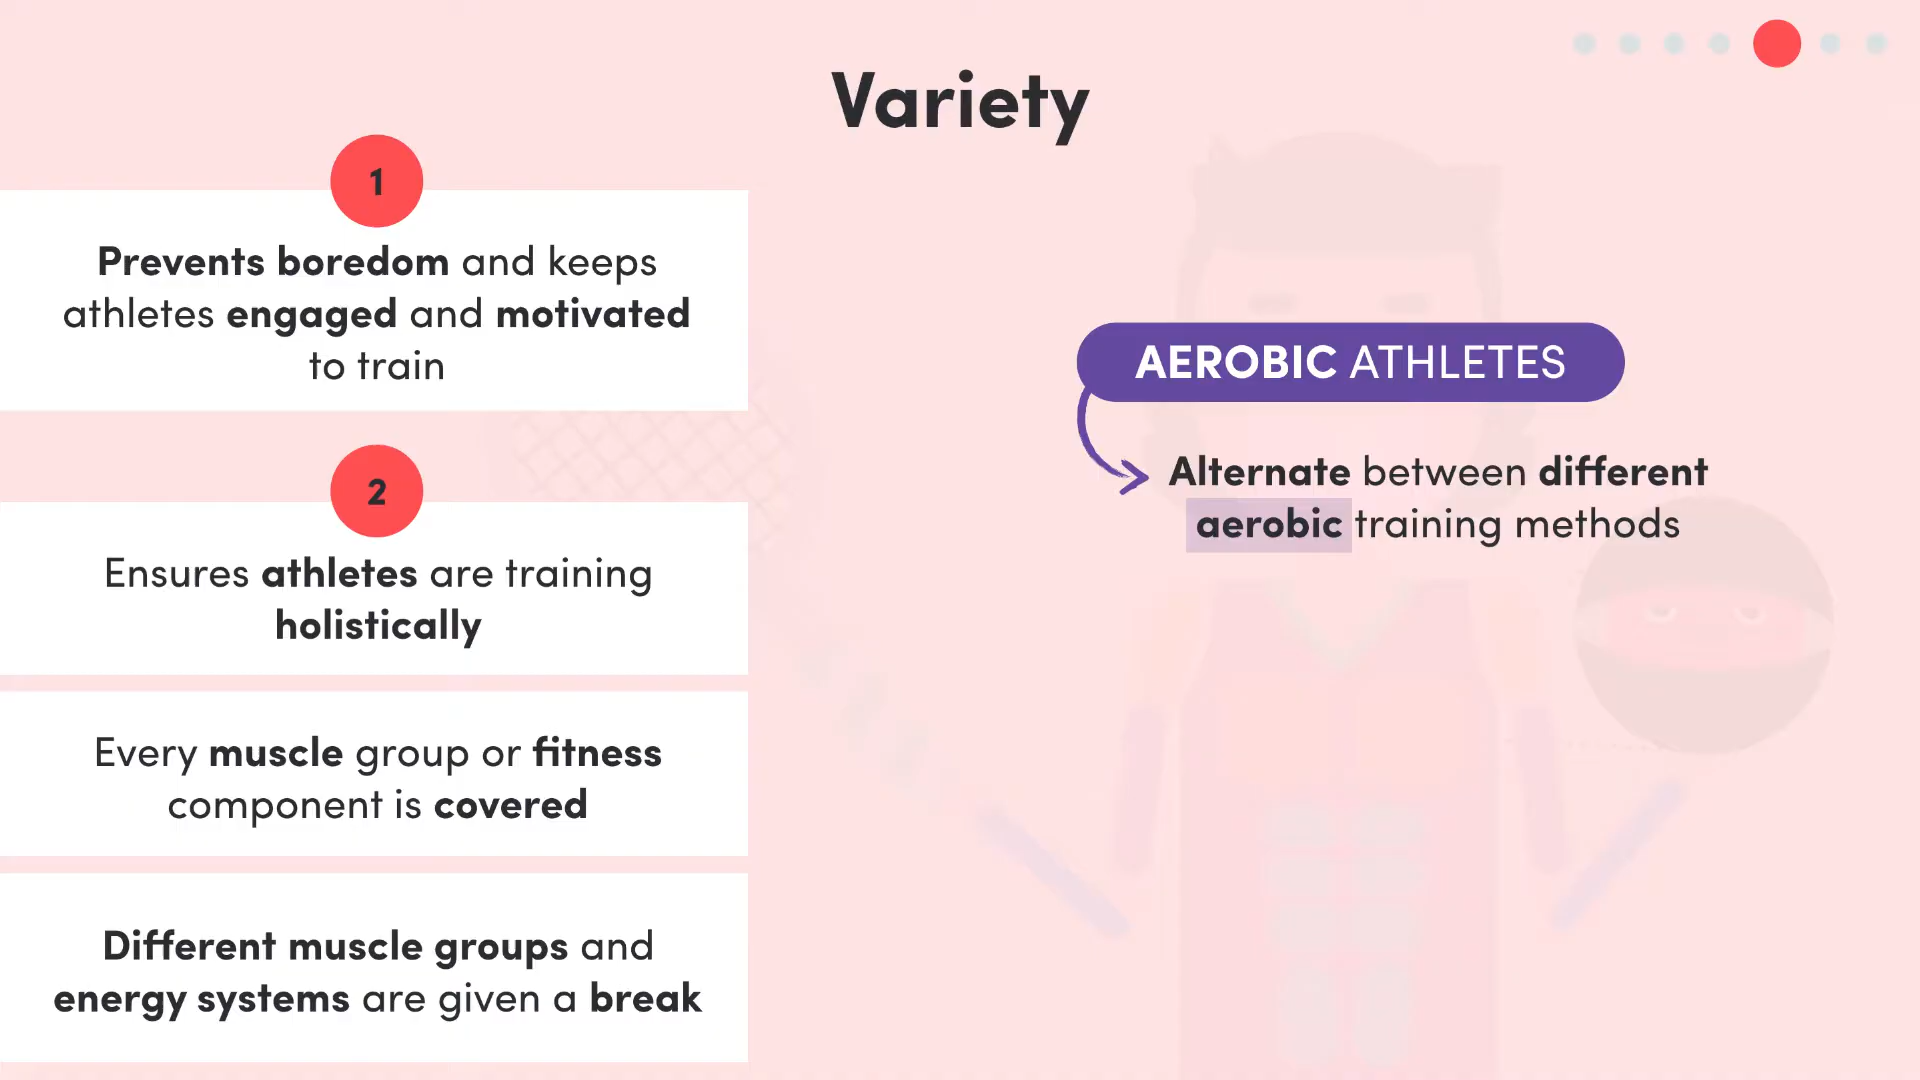 Variety
1
Prevents boredom and keeps
athletes engaged and motivated
to train
2
Ensures athletes are training
holistically
Every muscle group or fitness
component is covered
Different muscle groups and
energy systems are given a break
AEROBIC ATHLETES
Alternate between different
aerobic training methods